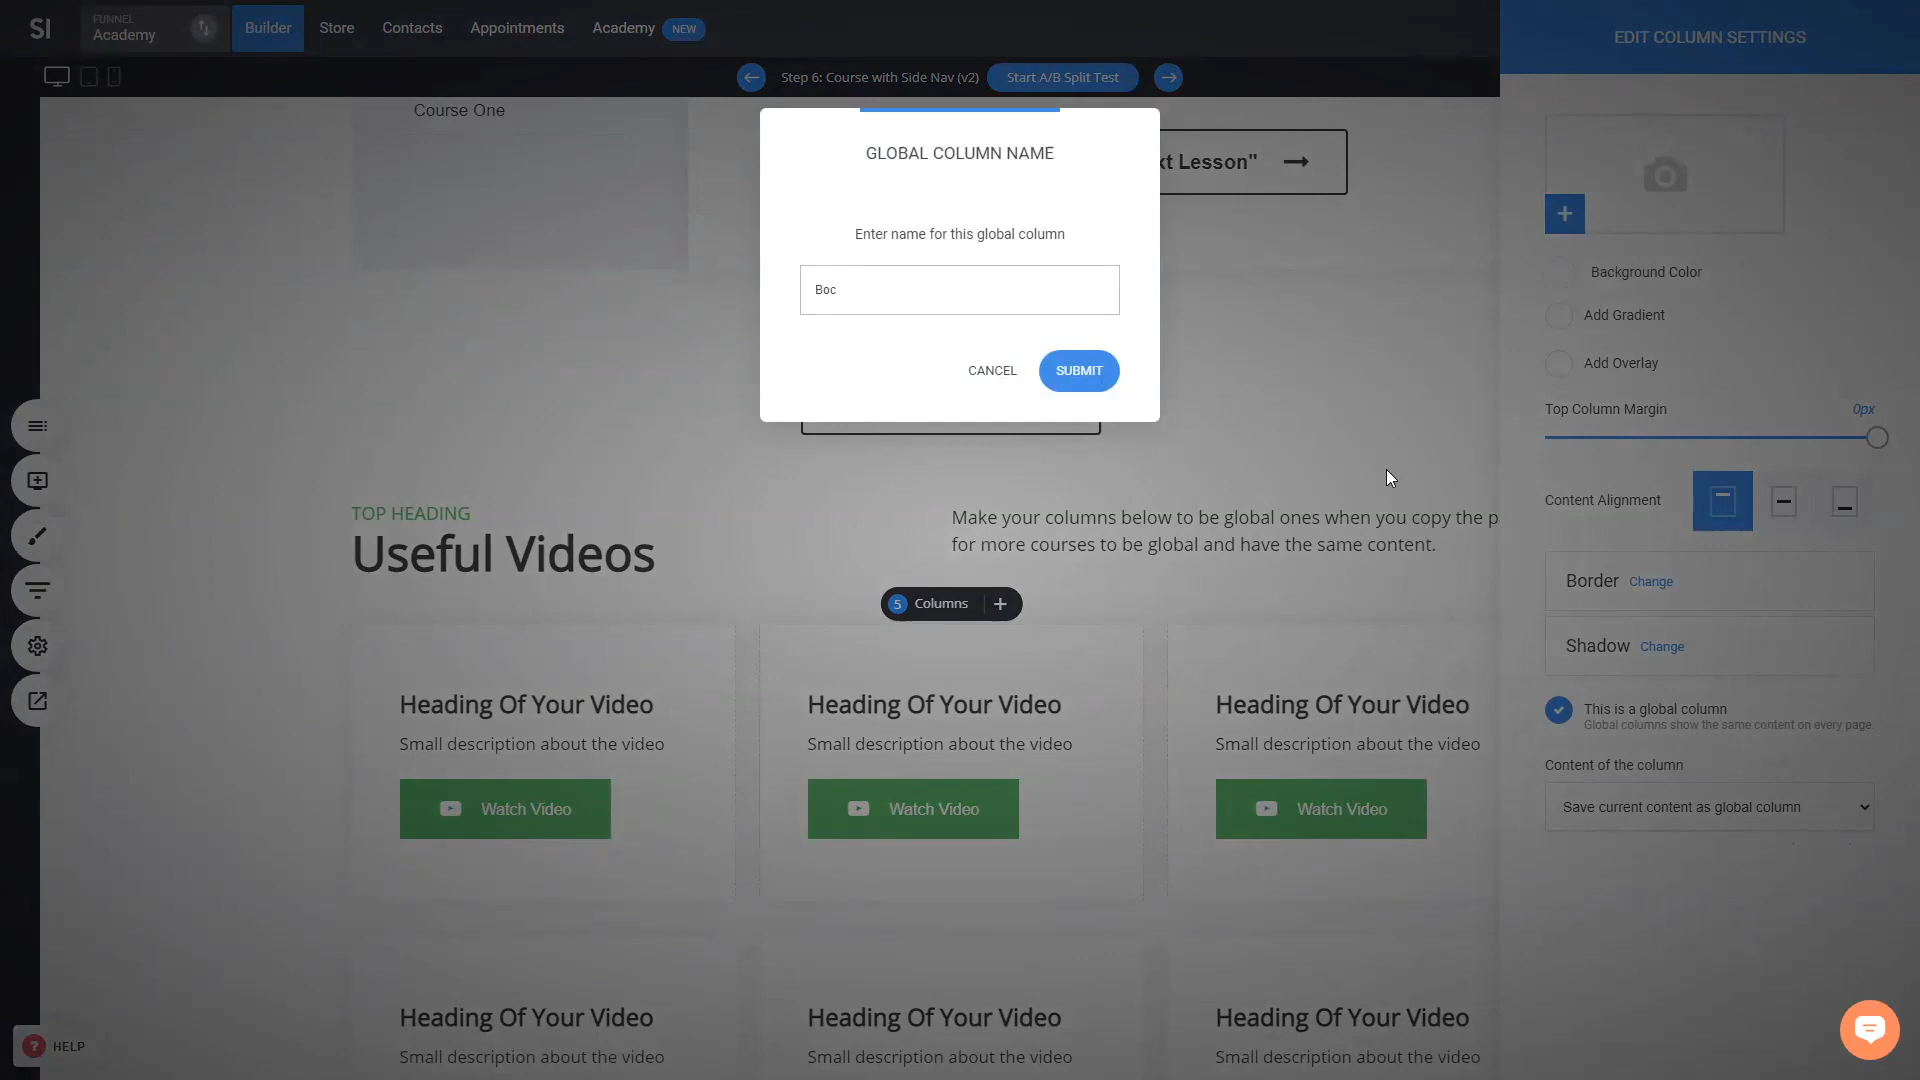 SI
FUNNEL
Academy
Builder
Store
Contacts
Appointments
Academy
NEW
EDIT COLUMN SETTINGS
Step 6: Course with Side Nav (v2)
Start A/B Split Test
Course One
xt Lesson"
GLOBAL COLUMN NAME
Enter name for this global column
Boc
CANCEL
SUBMIT
Background Color
Add Gradient
Add Overlay
Top Column Margin
0px
Content Alignment
Border Change
Shadow Change
This is a global column
Global columns show the same content on every page.
Content of the column
Save current content as global column
TOP HEADING
Useful Videos
Make your columns below to be global ones when you copy the p
for more courses to be global and have the same content.
5 Columns +
Heading Of Your Video
Small description about the video
Watch Video
Heading Of Your Video
Small description about the video
Watch Video
Heading Of Your Video
Small description about the video
Watch Video
Heading Of Your Video
Small description about the video
Heading Of Your Video
Small description about the video
Heading Of Your Video
Small description about the video
? HELP